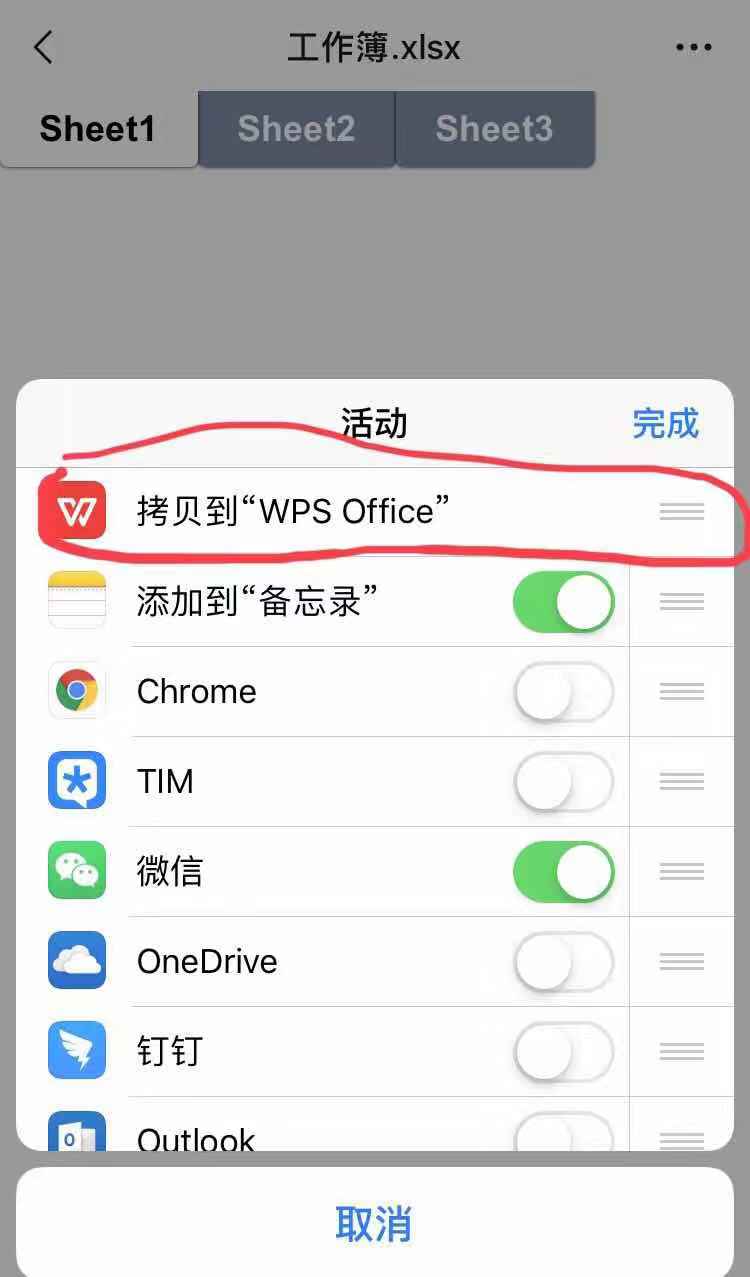 工作簿.xlsx
Sheet1 Sheet2 Sheet3
活动 完成
拷贝到“WPS Office”
添加到“备忘录”
Chrome
TIM
微信
OneDrive
钉钉
Outlook
取消